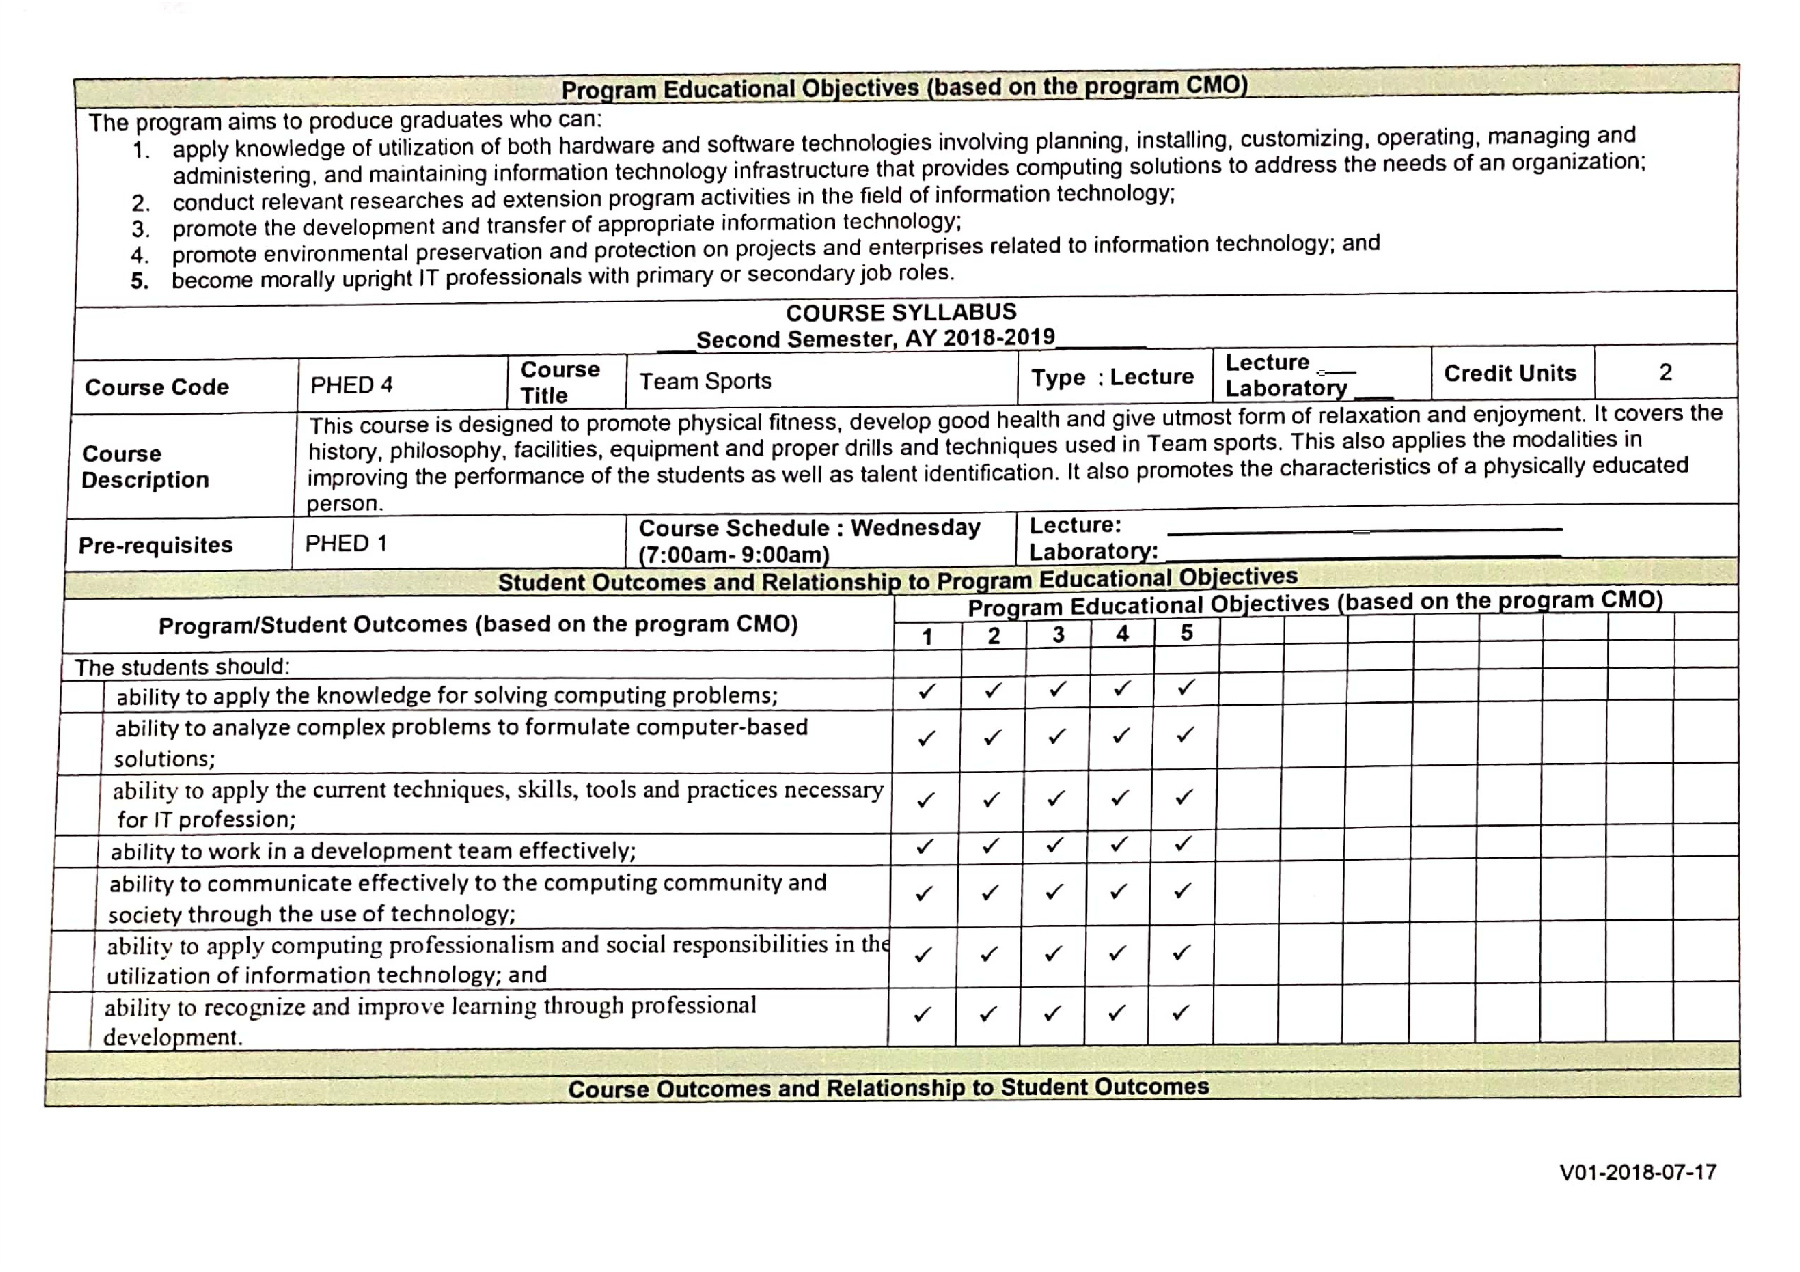 Program Educational Objectives (based on the program CMO)
The program aims to produce graduates who can:
1. apply knowledge of utilization of both hardware and software technologies involving planning, installing, customizing, operating, managing and
administering, and maintaining information technology infrastructure that provides computing solutions to address the needs of an organization;
2. conduct relevant researches ad extension program activities in the field of information technology;
3. promote the development and transfer of appropriate information technology;
4. promote environmental preservation and protection on projects and enterprises related to information technology; and
5. become morally upright IT professionals with primary or secondary job roles.
COURSE SYLLABUS
Second Semester, AY 2018-2019
Course Code PHED 4 Course Title Team Sports Type : Lecture Lecture ___ Laboratory ___ Credit Units 2
Course Description
This course is designed to promote physical fitness, develop good health and give utmost form of relaxation and enjoyment. It covers the
history, philosophy, facilities, equipment and proper drills and techniques used in Team sports. This also applies the modalities in
improving the performance of the students as well as talent identification. It also promotes the characteristics of a physically educated
person.
Pre-requisites PHED 1 Course Schedule : Wednesday (7:00am- 9:00am) Lecture: ___ Laboratory: ___
Student Outcomes and Relationship to Program Educational Objectives
Program/Student Outcomes (based on the program CMO) Program Educational Objectives (based on the program CMO)
1 2 3 4 5
The students should:
ability to apply the knowledge for solving computing problems; ✓ ✓ ✓ ✓ ✓
ability to analyze complex problems to formulate computer-based
solutions; ✓ ✓ ✓ ✓ ✓
ability to apply the current techniques, skills, tools and practices necessary
for IT profession; ✓ ✓ ✓ ✓ ✓
ability to work in a development team effectively; ✓ ✓ ✓ ✓ ✓
ability to communicate effectively to the computing community and
society through the use of technology; ✓ ✓ ✓ ✓ ✓
ability to apply computing professionalism and social responsibilities in the
utilization of information technology; and ✓ ✓ ✓ ✓ ✓
ability to recognize and improve learning through professional
development. ✓ ✓ ✓ ✓ ✓
Course Outcomes and Relationship to Student Outcomes
V01-2018-07-17